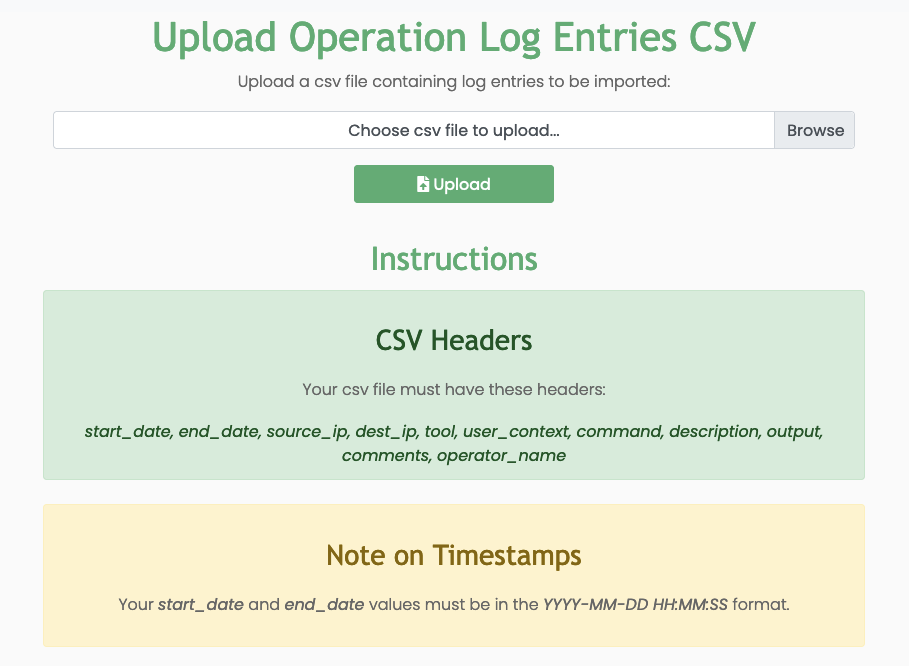 Upload Operation Log Entries CSV
Upload a csv file containing log entries to be imported:
Choose csv file to upload...
Browse
Upload
Instructions
CSV Headers
Your csv file must have these headers:
start_date, end_date, source_ip, dest_ip, tool, user_context, command, description, output,
comments, operator_name
Note on Timestamps
Your start_date and end_date values must be in the YYYY-MM-DD HH:MM:SS format.